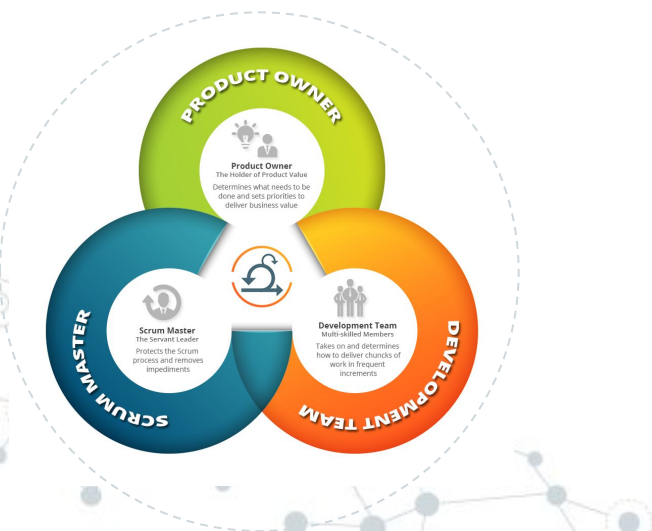 PRODUCT OWNER
Product Owner
The Holder of Product Value
Determines what needs to be
done and sets priorities to
deliver business value
SCRUM MASTER
Scrum Master
The Servant Leader
Protects the Scrum
process and removes
impediments
DEVELOPMENT TEAM
Development Team
Multi-skilled Members
Takes on and determines
how to deliver chuncks of
work in frequent
increments